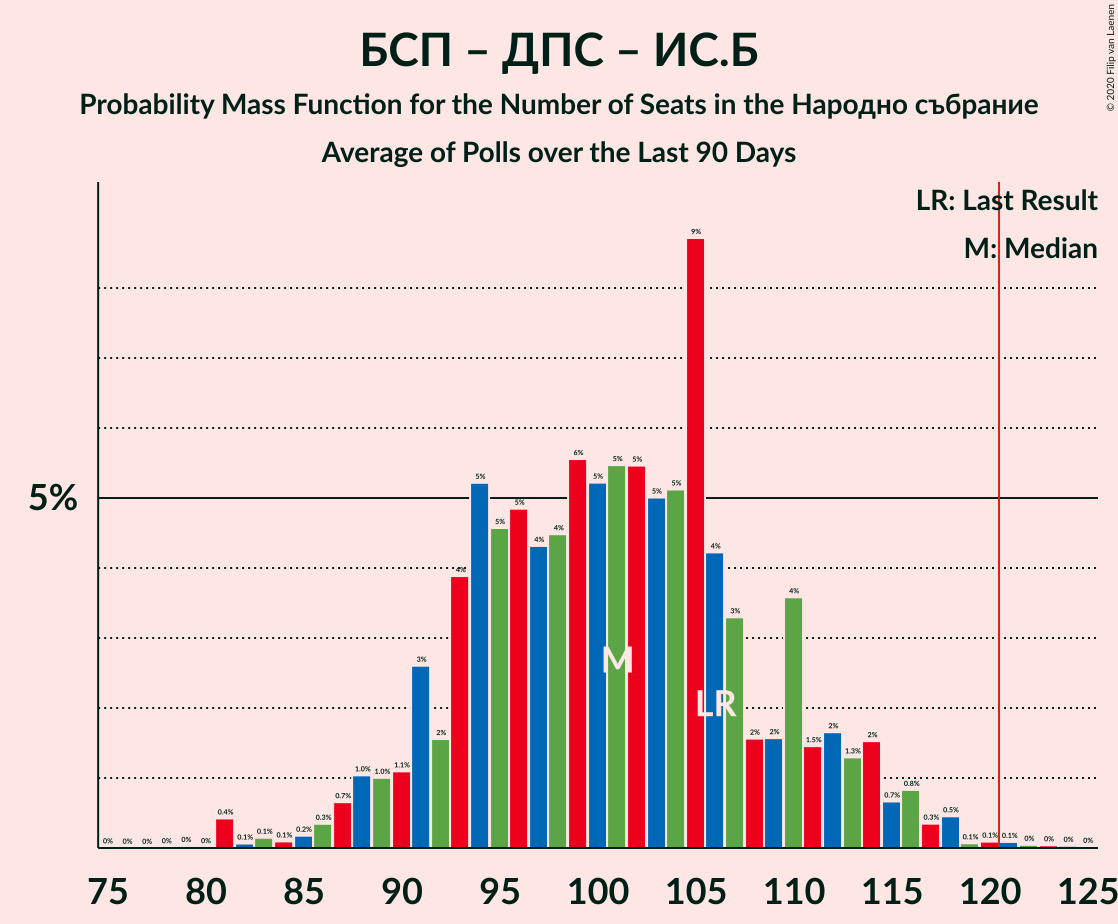 БСП – ДПС – ИС.Б
Probability Mass Function for the Number of Seats in the Народно събрание
Average of Polls over the Last 90 Days
© 2020 Filip van Laenen
LR: Last Result
M: Median
5%
0% 0% 0% 0% 0% 0% 0.4% 0.1% 0.1% 0.1% 0.2% 0.3% 0.7% 1.0% 1.0% 1.1% 3% 2% 4% 5% 5% 5% 4% 4% 6% 5% 5% 5% 5% 5% 9% 4% 3% 2% 2% 4% 1.5% 2% 1.3% 2% 0.7% 0.8% 0.3% 0.5% 0.1% 0.1% 0.1% 0% 0% 0% 0%
M
LR
75 80 85 90 95 100 105 110 115 120 125